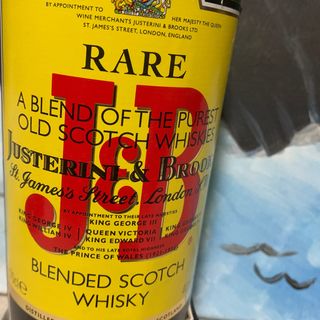 BY APPOINTMENT TO
HER MAJESTY THE QUEEN
WINE MERCHANTS JUSTERINI & BROOKS LTD
ST. JAMES'S STREET, LONDON, ENGLAND
RARE
J&B
A BLEND OF THE PUREST
OLD SCOTCH WHISKIES
JUSTERINI & BROOK
St. James's Street, London
BY APPOINTMENT TO THEIR LATE MAJESTIES
KING GEORGE III
KING GEORGE IV
QUEEN VICTORIA
KING WILLIAM IV
KING EDWARD VII
AND TO HIS LATE ROYAL HIGHNESS
THE PRINCE OF WALES
BLENDED SCOTCH
WHISKY